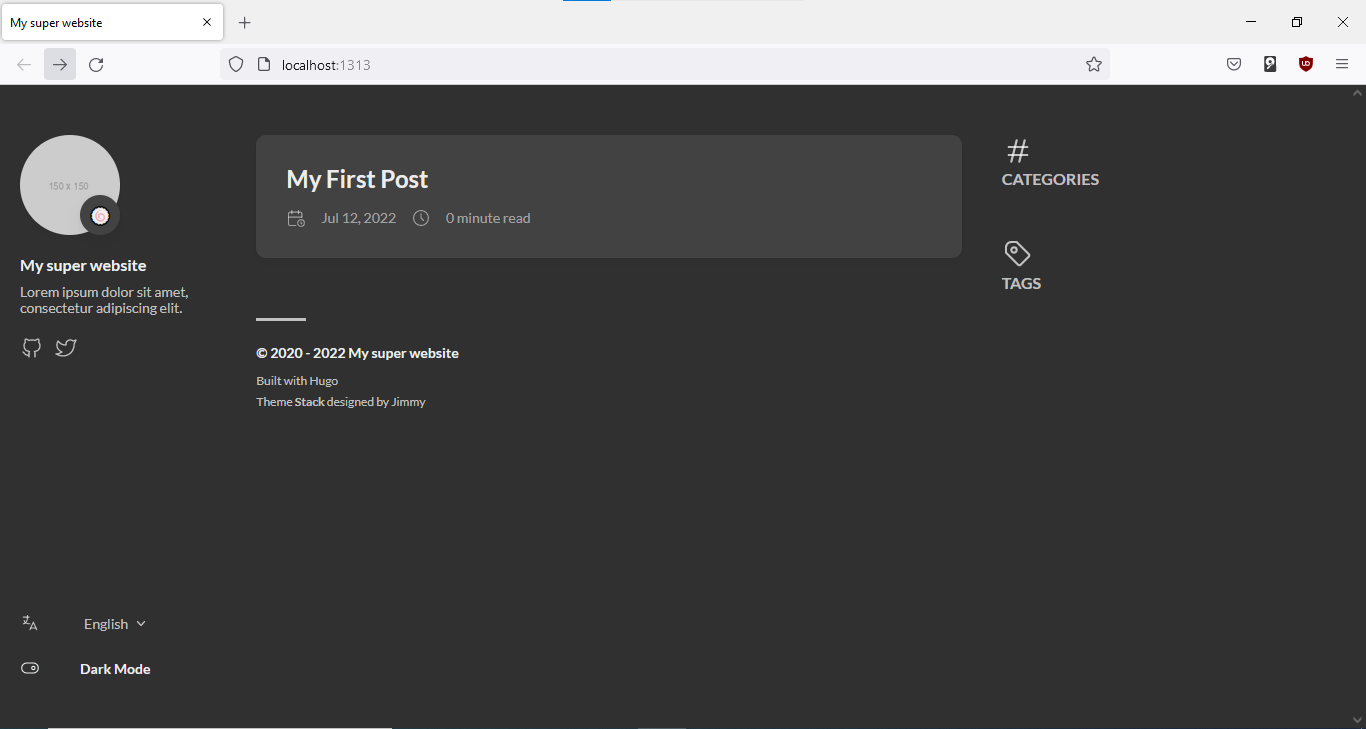 My super website
localhost:1313
150 x 150
My super website
Lorem ipsum dolor sit amet,
consectetur adipiscing elit.
English
Dark Mode
My First Post
Jul 12, 2022 0 minute read
© 2020 - 2022 My super website
Built with Hugo
Theme Stack designed by Jimmy
CATEGORIES
TAGS